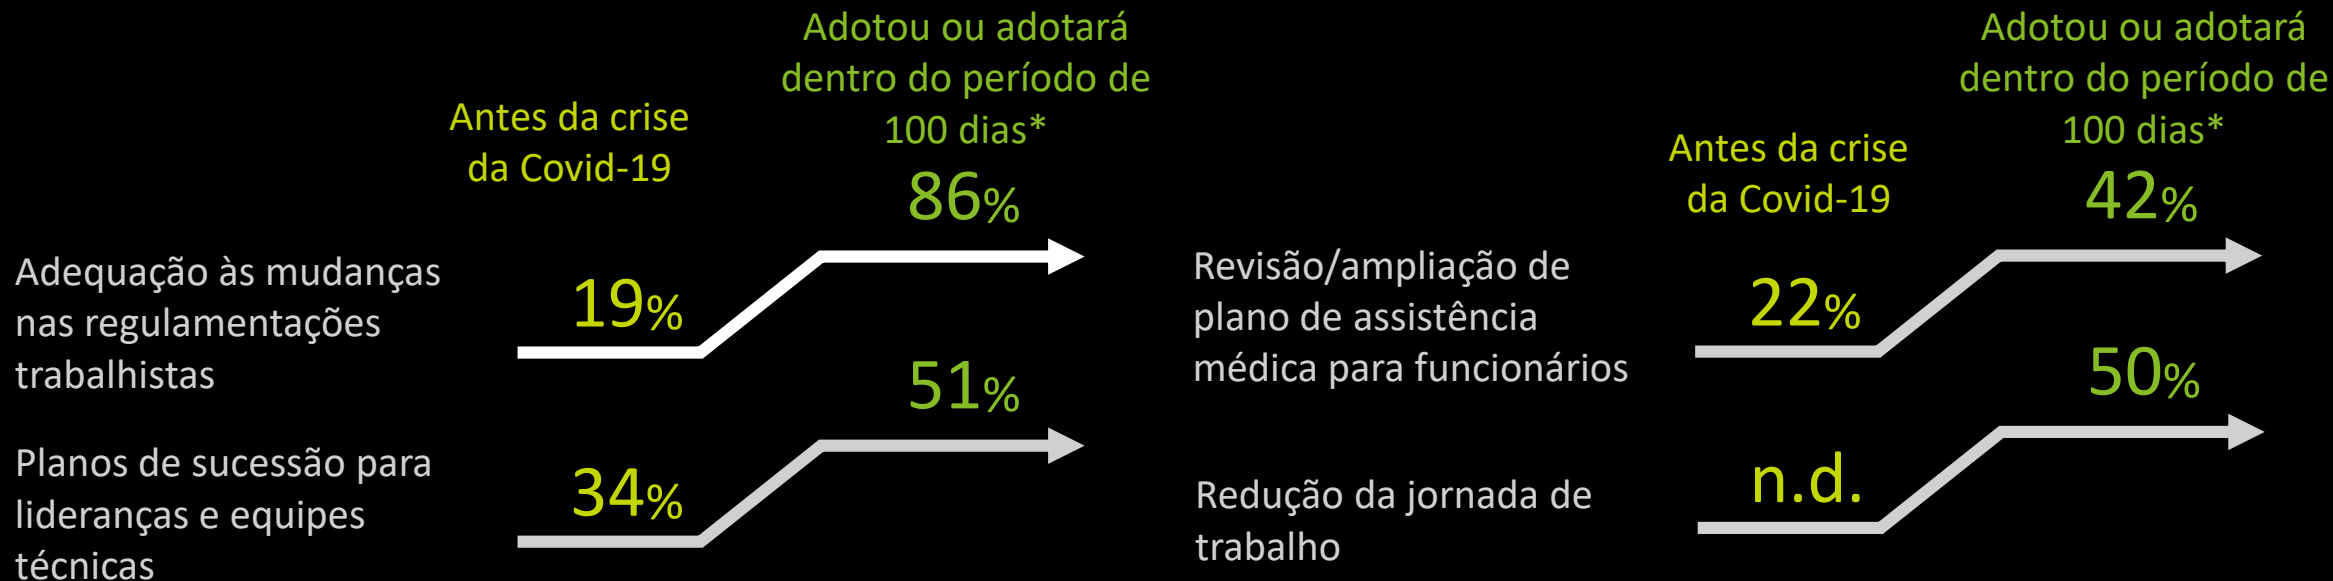 Adotou ou adotará
dentro do período de
100 dias*
Antes da crise
da Covid-19
86%
Adequação às mudanças
nas regulamentações
trabalhistas
19%
51%
Planos de sucessão para
lideranças e equipes
técnicas
34%
Adotou ou adotará
dentro do período de
100 dias*
Antes da crise
da Covid-19
42%
Revisão/ampliação de
plano de assistência
médica para funcionários
22%
50%
Redução da jornada de
trabalho
n.d.